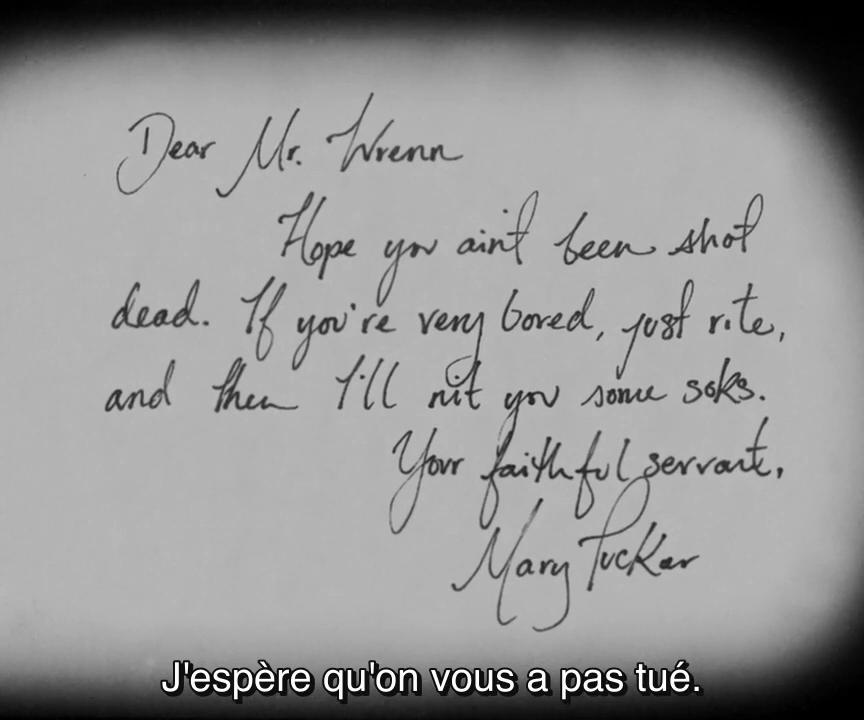 Dear Mr. Wrenn
Hope you ain't been shot
dead. If you're very bored, just rite,
and then I'll nit you some soks.
Your faithful servant,
Mary Tucker
J'espère qu'on vous a pas tué.